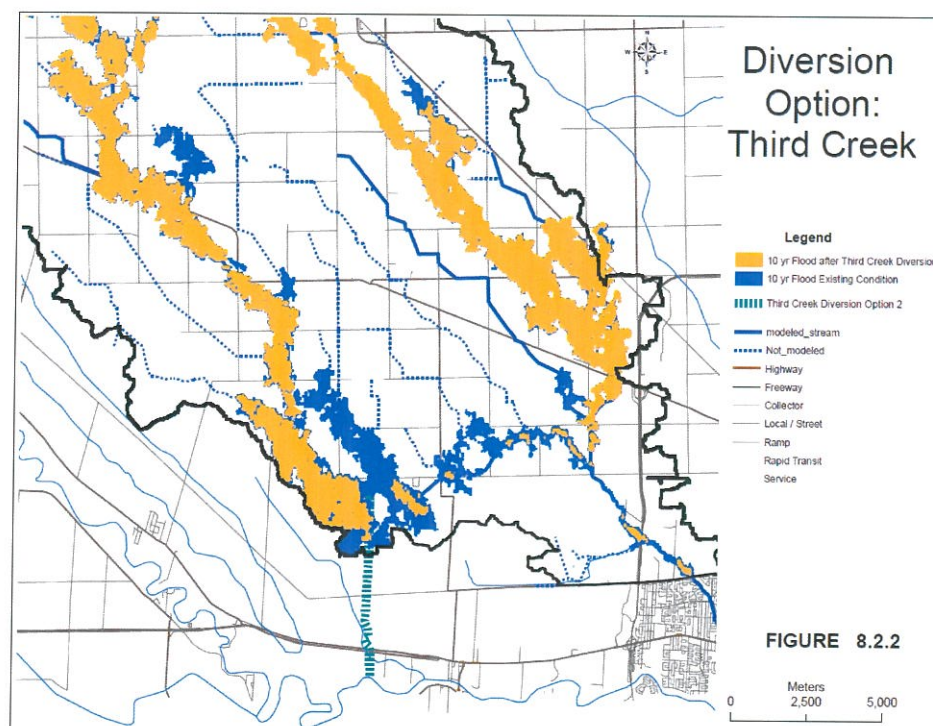 N
W E
S
Diversion
Option:
Third Creek
Legend
10 yr Flood after Third Creek Diversion
10 yr Flood Existing Condition
Third Creek Diversion Option 2
modeled_stream
Not_modeled
Highway
Freeway
Collector
Local / Street
Ramp
Rapid Transit
Service
FIGURE 8.2.2
Meters
0 2,500 5,000